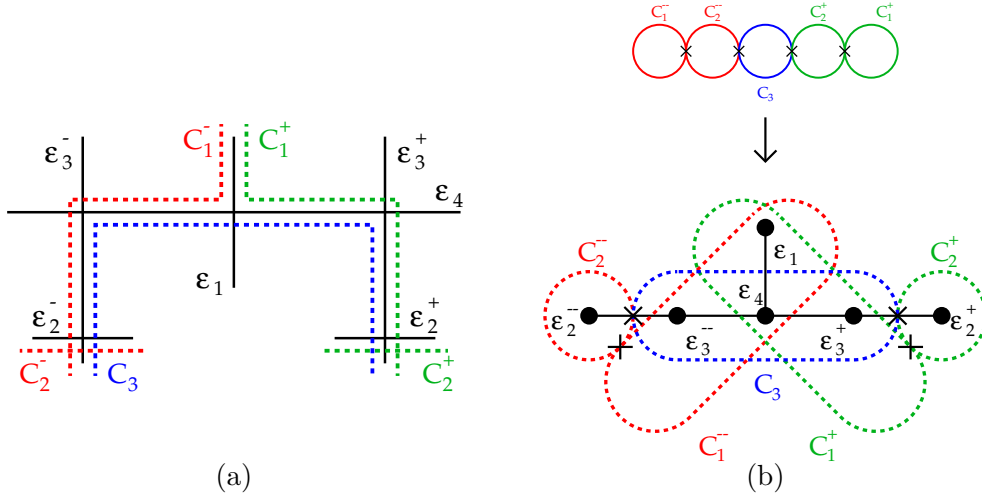 C₁⁻⁻ C₂⁻⁻ C₂⁺ C₁⁺
C₃
C₁⁻ C₁⁺
ε₃⁻ ε₃⁺
ε₄
ε₁
ε₂⁻ ε₂⁺
C₂⁻ C₃ C₂⁺
C₂⁻⁻ C₂⁺
ε₁
ε₄
ε₂⁻⁻ ε₂⁺
ε₃⁻⁻ ε₃⁺
C₃
C₁⁻⁻ C₁⁺
(a) (b)